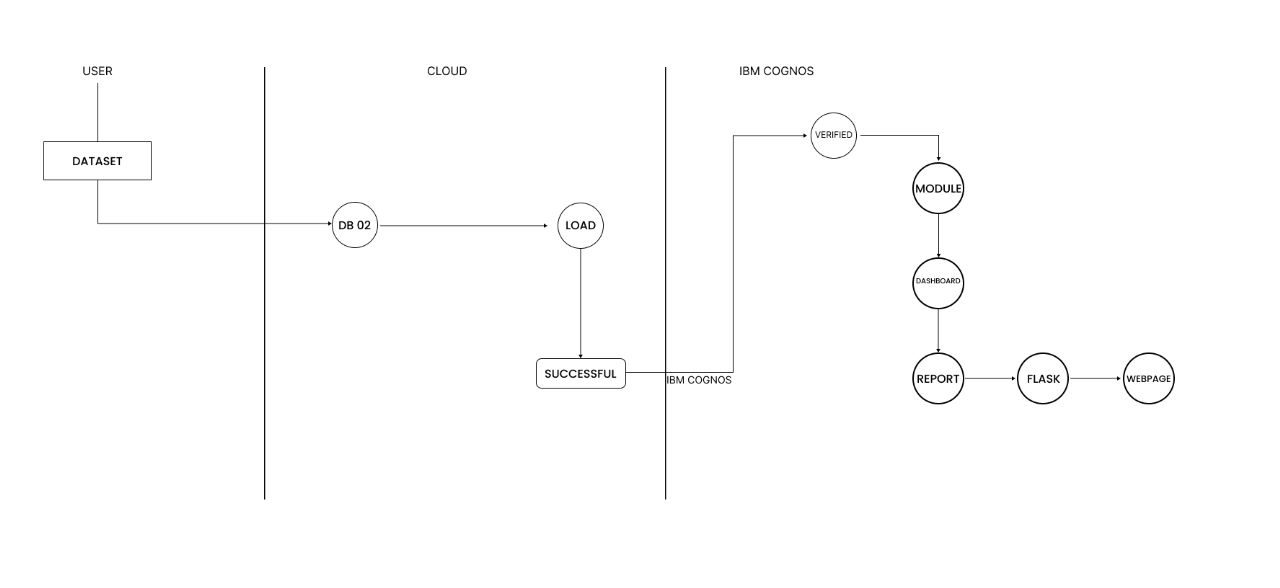 USER
CLOUD
IBM COGNOS
DATASET
DB 02
LOAD
SUCCESSFUL
IBM COGNOS
VERIFIED
MODULE
DASHBOARD
REPORT
FLASK
WEBPAGE